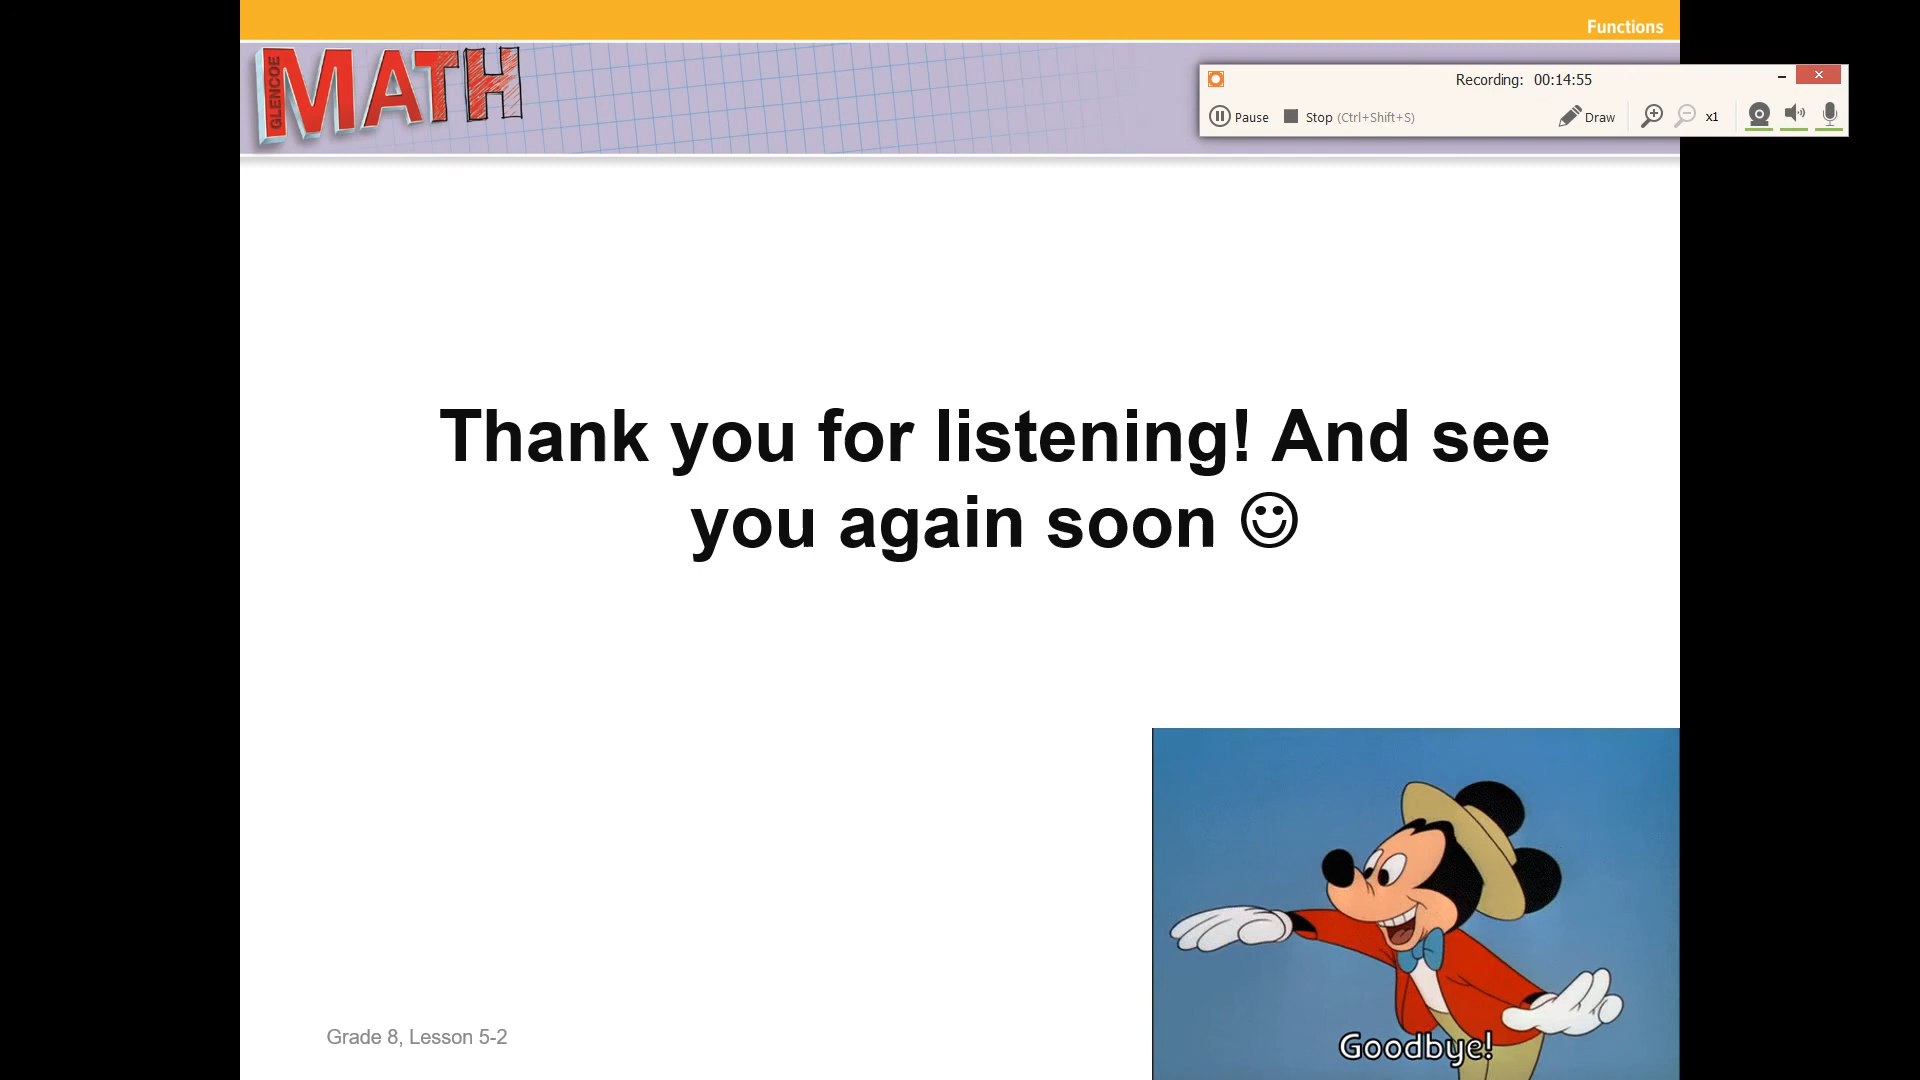 Functions
GLENCOE
MATH
Recording: 00:14:55
Pause Stop (Ctrl+Shift+S) Draw x1
Thank you for listening! And see
you again soon ☺
Goodbye!
Grade 8, Lesson 5-2